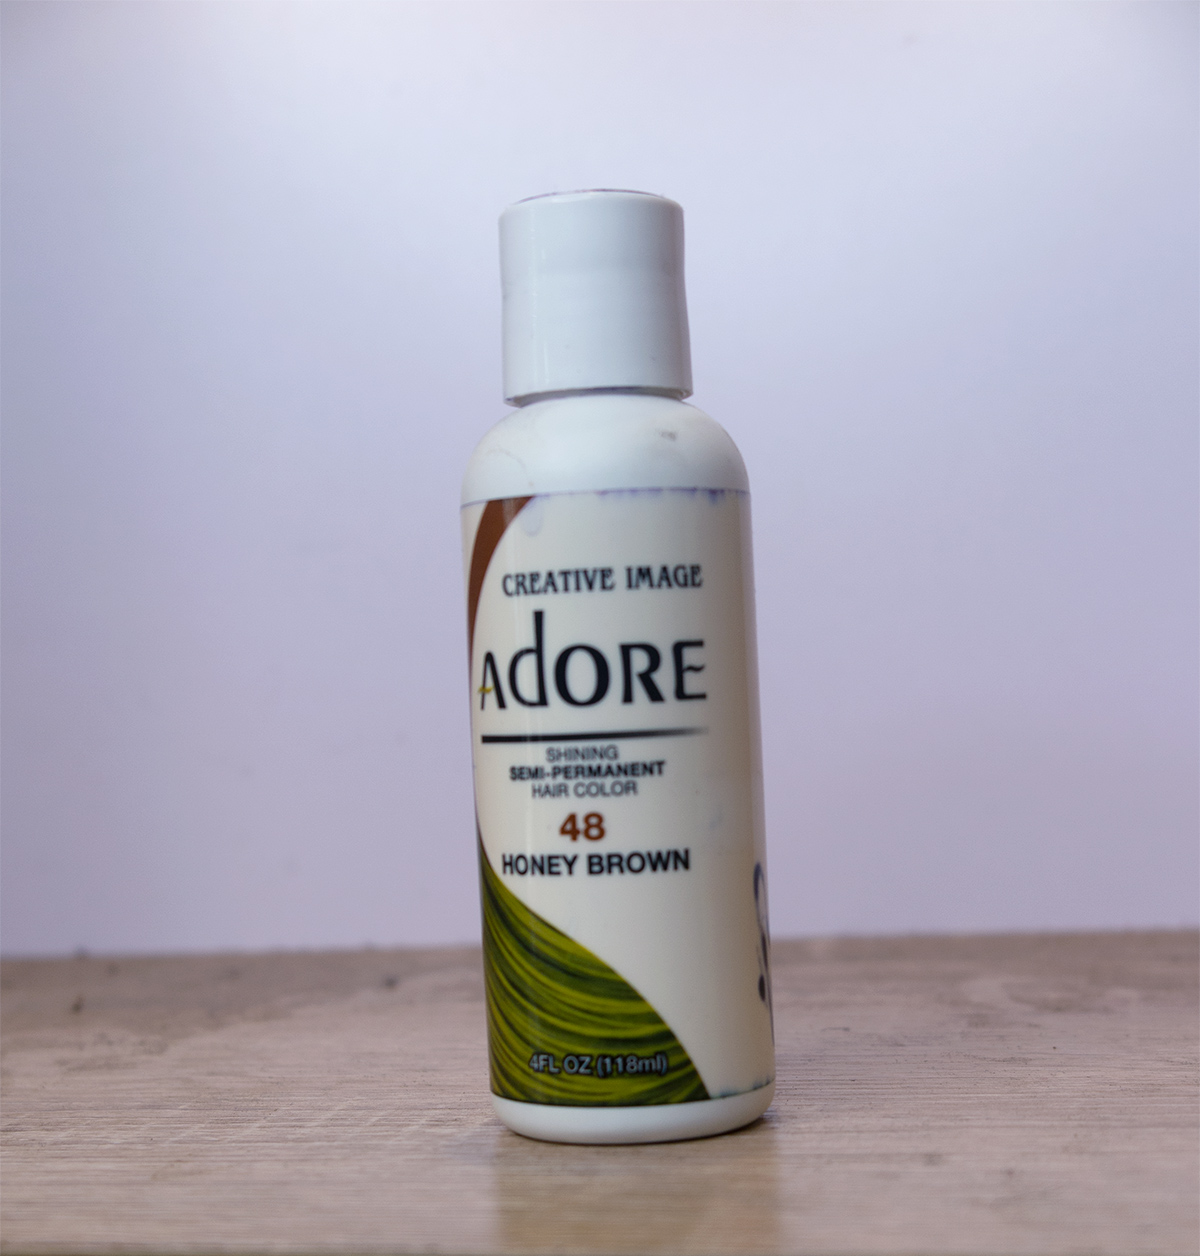 CREATIVE IMAGE
AdORE
SHINING
SEMI-PERMANENT
HAIR COLOR
48
HONEY BROWN
4FL OZ (118ml)